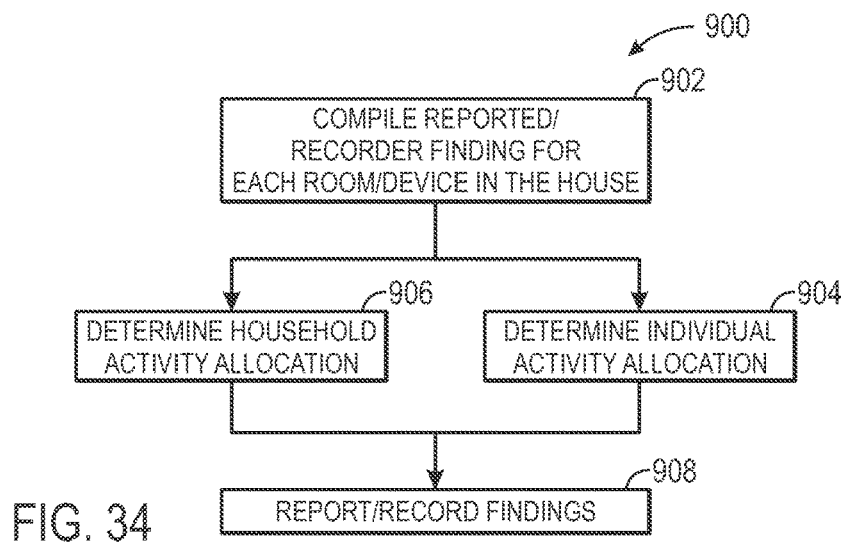 900
902
COMPILE REPORTED/
RECORDER FINDING FOR
EACH ROOM/DEVICE IN THE HOUSE
906
DETERMINE HOUSEHOLD
ACTIVITY ALLOCATION
904
DETERMINE INDIVIDUAL
ACTIVITY ALLOCATION
908
REPORT/RECORD FINDINGS
FIG. 34